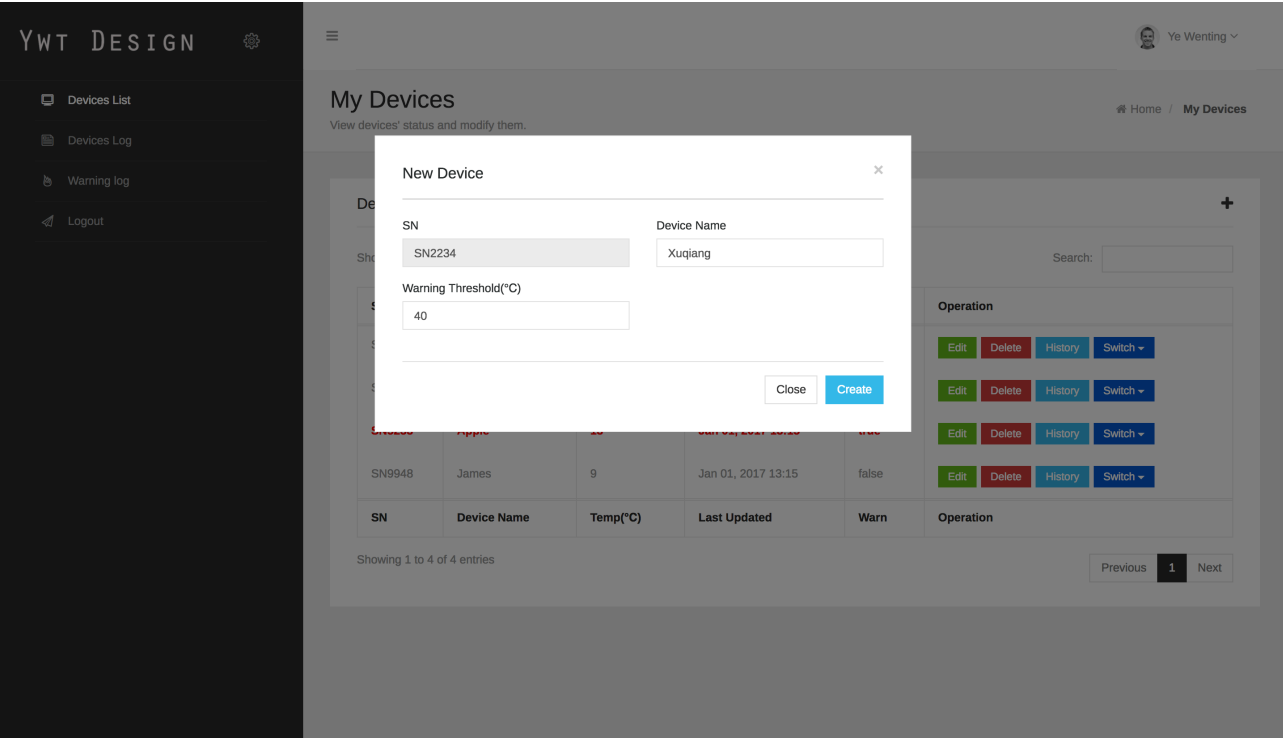 YWT DESIGN
Ye Wenting
Devices List
Devices Log
Warning log
Logout
My Devices
View devices' status and modify them.
Home / My Devices
New Device
×
SN
Device Name
SN2234
Xuqiang
Warning Threshold(°C)
40
Close
Create
Search:
Operation
Edit Delete History Switch
Edit Delete History Switch
Edit Delete History Switch
SN9948 James 9 Jan 01, 2017 13:15 false Edit Delete History Switch
SN Device Name Temp(°C) Last Updated Warn Operation
Showing 1 to 4 of 4 entries
Previous 1 Next